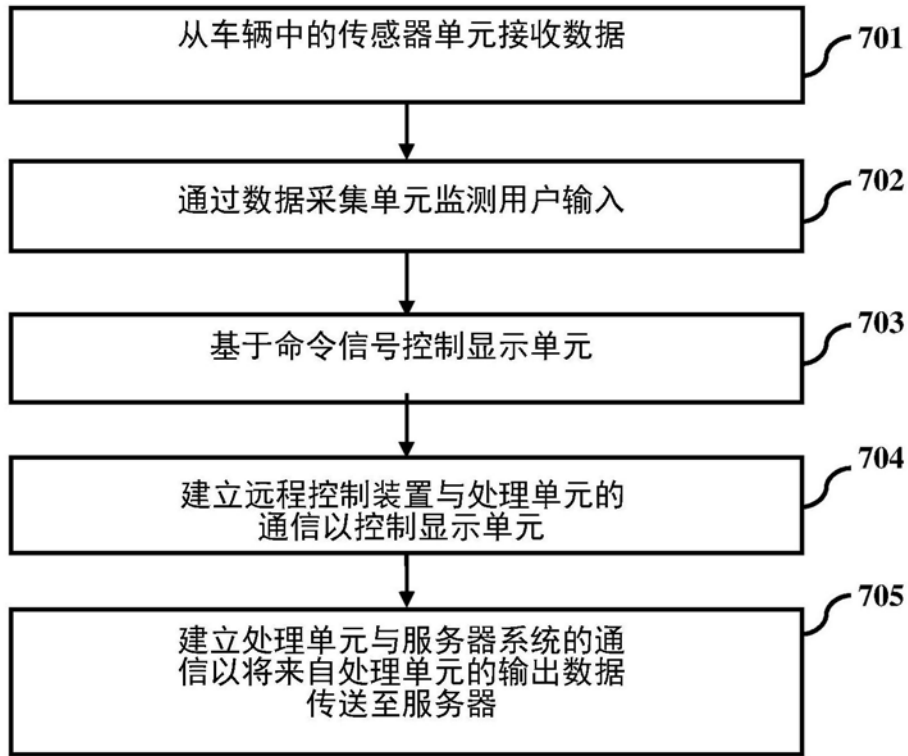 从车辆中的传感器单元接收数据
701
通过数据采集单元监测用户输入
702
基于命令信号控制显示单元
703
建立远程控制装置与处理单元的
通信以控制显示单元
704
建立处理单元与服务器系统的通
信以将来自处理单元的输出数据
传送至服务器
705